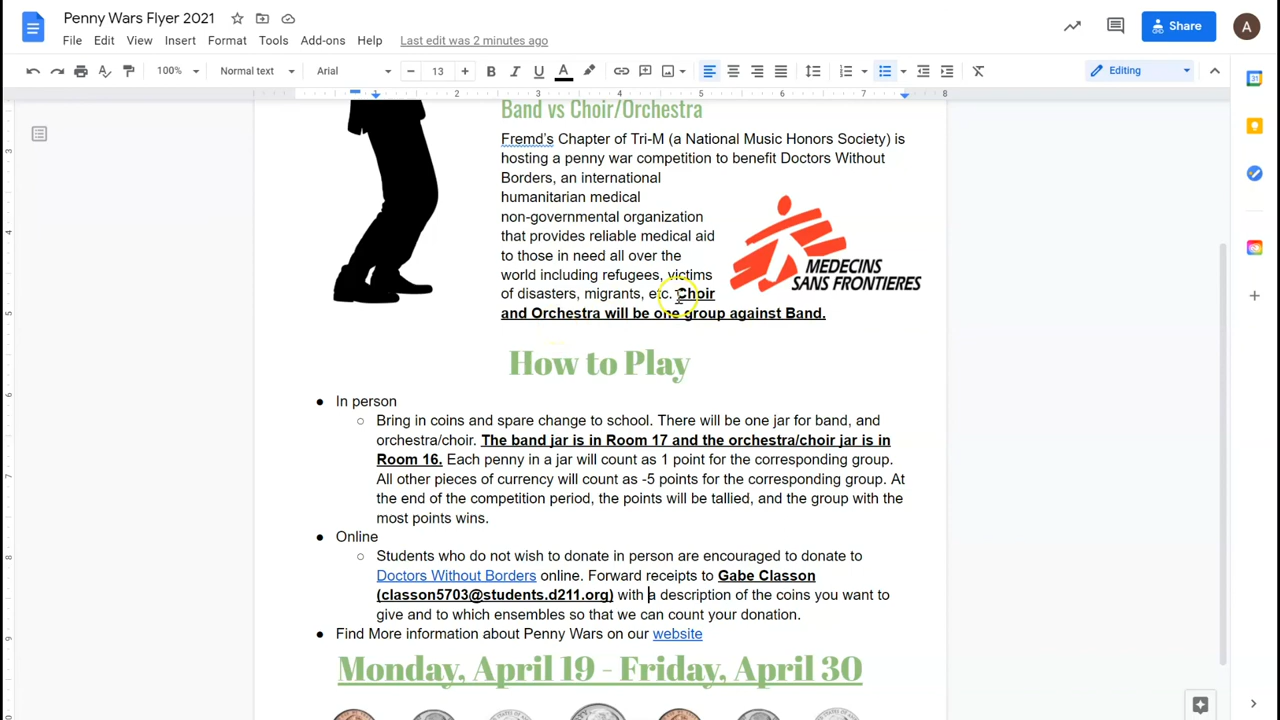 Penny Wars Flyer 2021
File Edit View Insert Format Tools Add-ons Help Last edit was 2 minutes ago
Share
A
100% Normal text Arial 13 B I U A Editing
1 2 3 4 5 6 7 8
Band vs Choir/Orchestra
Fremd's Chapter of Tri-M (a National Music Honors Society) is
hosting a penny war competition to benefit Doctors Without
Borders, an international
humanitarian medical
non-governmental organization
that provides reliable medical aid
to those in need all over the
world including refugees, victims
of disasters, migrants, etc. Choir
and Orchestra will be one group against Band.
MEDECINS
SANS FRONTIERES
How to Play
● In person
○ Bring in coins and spare change to school. There will be one jar for band, and
orchestra/choir. The band jar is in Room 17 and the orchestra/choir jar is in
Room 16. Each penny in a jar will count as 1 point for the corresponding group.
All other pieces of currency will count as -5 points for the corresponding group. At
the end of the competition period, the points will be tallied, and the group with the
most points wins.
● Online
○ Students who do not wish to donate in person are encouraged to donate to
Doctors Without Borders online. Forward receipts to Gabe Classon
(classon5703@students.d211.org) with a description of the coins you want to
give and to which ensembles so that we can count your donation.
● Find More information about Penny Wars on our website
Monday, April 19 - Friday, April 30